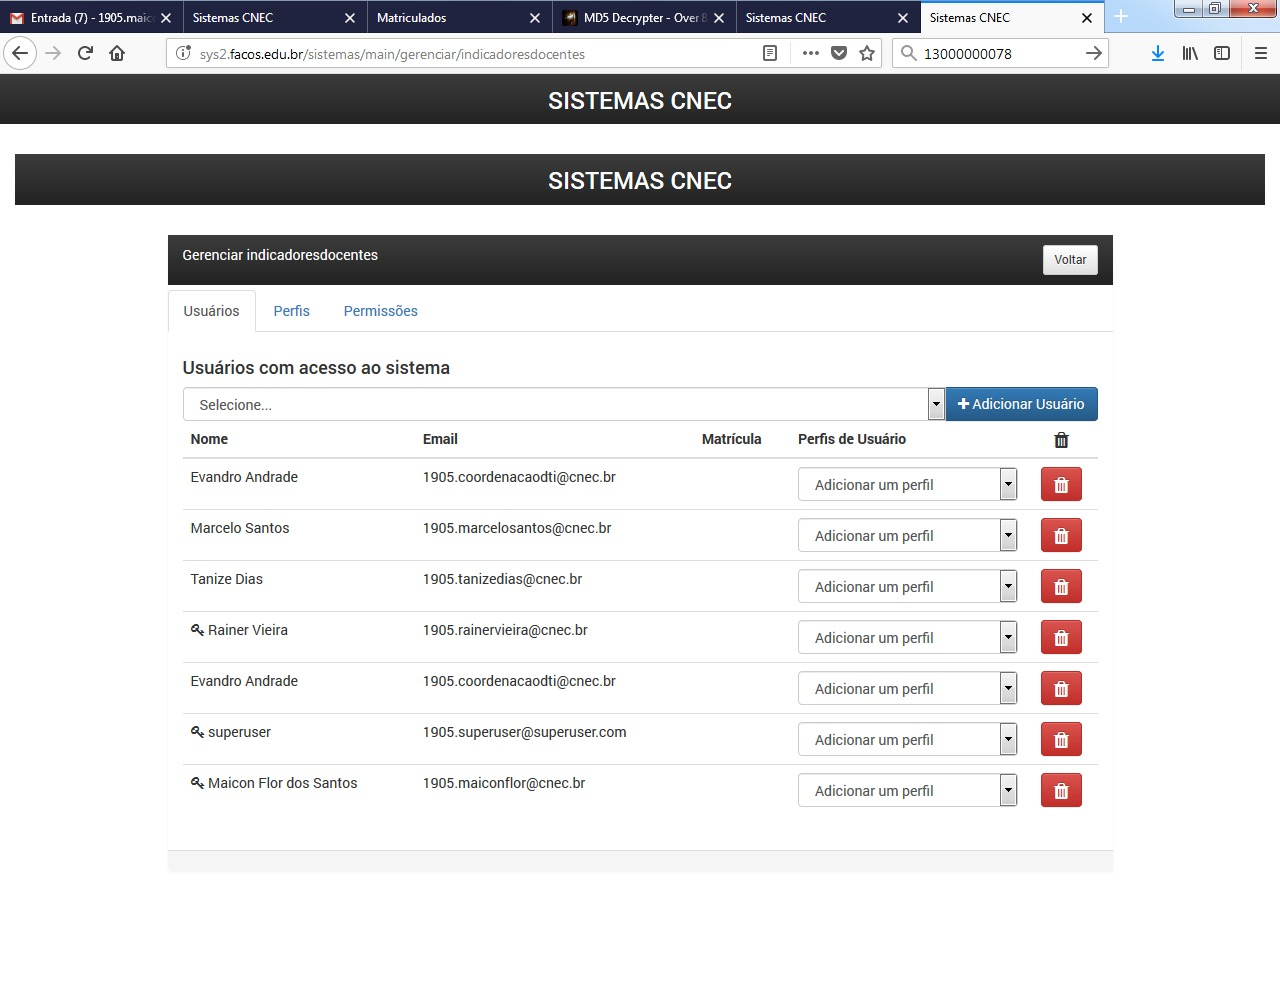 Entrada (7) - 1905.maic
Sistemas CNEC
Matriculados
MD5 Decrypter - Over 8
Sistemas CNEC
Sistemas CNEC
sys2.facos.edu.br/sistemas/main/gerenciar/indicadoresdocentes
13000000078
SISTEMAS CNEC
SISTEMAS CNEC
Gerenciar indicadoresdocentes
Voltar
Usuários Perfis Permissões
Usuários com acesso ao sistema
Selecione... Adicionar Usuário
Nome Email Matrícula Perfis de Usuário
Evandro Andrade 1905.coordenacaodti@cnec.br Adicionar um perfil
Marcelo Santos 1905.marcelosantos@cnec.br Adicionar um perfil
Tanize Dias 1905.tanizedias@cnec.br Adicionar um perfil
Rainer Vieira 1905.rainervieira@cnec.br Adicionar um perfil
Evandro Andrade 1905.coordenacaodti@cnec.br Adicionar um perfil
superuser 1905.superuser@superuser.com Adicionar um perfil
Maicon Flor dos Santos 1905.maiconflor@cnec.br Adicionar um perfil